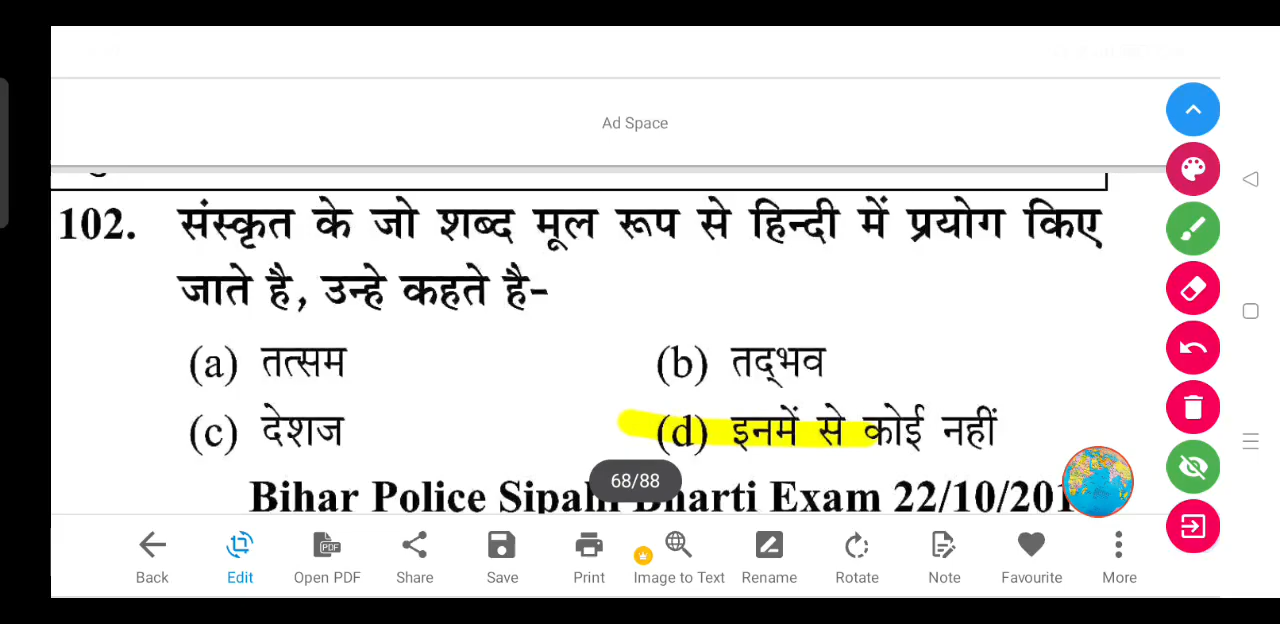 Ad Space
102. संस्कृत के जो शब्द मूल रूप से हिन्दी में प्रयोग किए
जाते है, उन्हे कहते है-
(a) तत्सम (b) तद्‌भव
(c) देशज (d) इनमें से कोई नहीं
68/88
Bihar Police Sipahi Bharti Exam 22/10/201
PDF
Back Edit Open PDF Share Save Print Image to Text Rename Rotate Note Favourite More